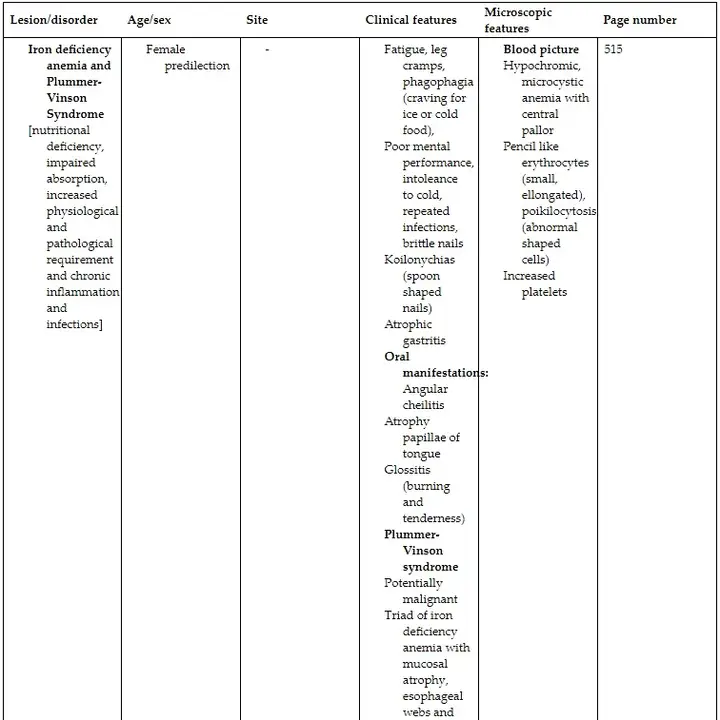 Lesion/disorder Age/sex Site Clinical features Microscopic features Page number
Iron deficiency
anemia and
Plummer-
Vinson
Syndrome
[nutritional
deficiency,
impaired
absorption,
increased
physiological
and
pathological
requirement
and chronic
inflammation
and
infections]
Female
predilection
-
Fatigue, leg
cramps,
phagophagia
(craving for
ice or cold
food),
Poor mental
performance,
intoleance
to cold,
repeated
infections,
brittle nails
Koilonychias
(spoon
shaped
nails)
Atrophic
gastritis
Oral
manifestations:
Angular
cheilitis
Atrophy
papillae of
tongue
Glossitis
(burning
and
tenderness)
Plummer-
Vinson
syndrome
Potentially
malignant
Triad of iron
deficiency
anemia with
mucosal
atrophy,
esophageal
webs and
Blood picture
Hypochromic,
microcystic
anemia with
central
pallor
Pencil like
erythrocytes
(small,
ellongated),
poikilocytosis
(abnormal
shaped
cells)
Increased
platelets
515